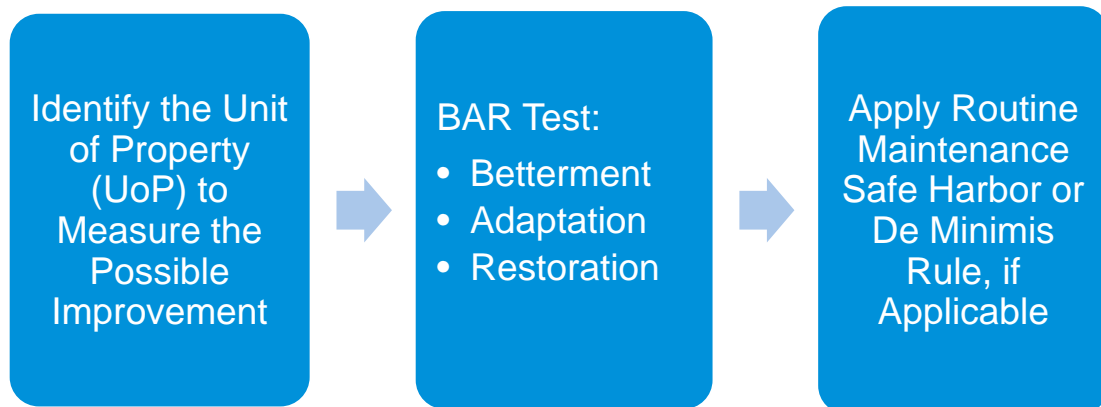 Identify the Unit
of Property
(UoP) to
Measure the
Possible
Improvement
BAR Test:
• Betterment
• Adaptation
• Restoration
Apply Routine
Maintenance
Safe Harbor or
De Minimis
Rule, if
Applicable